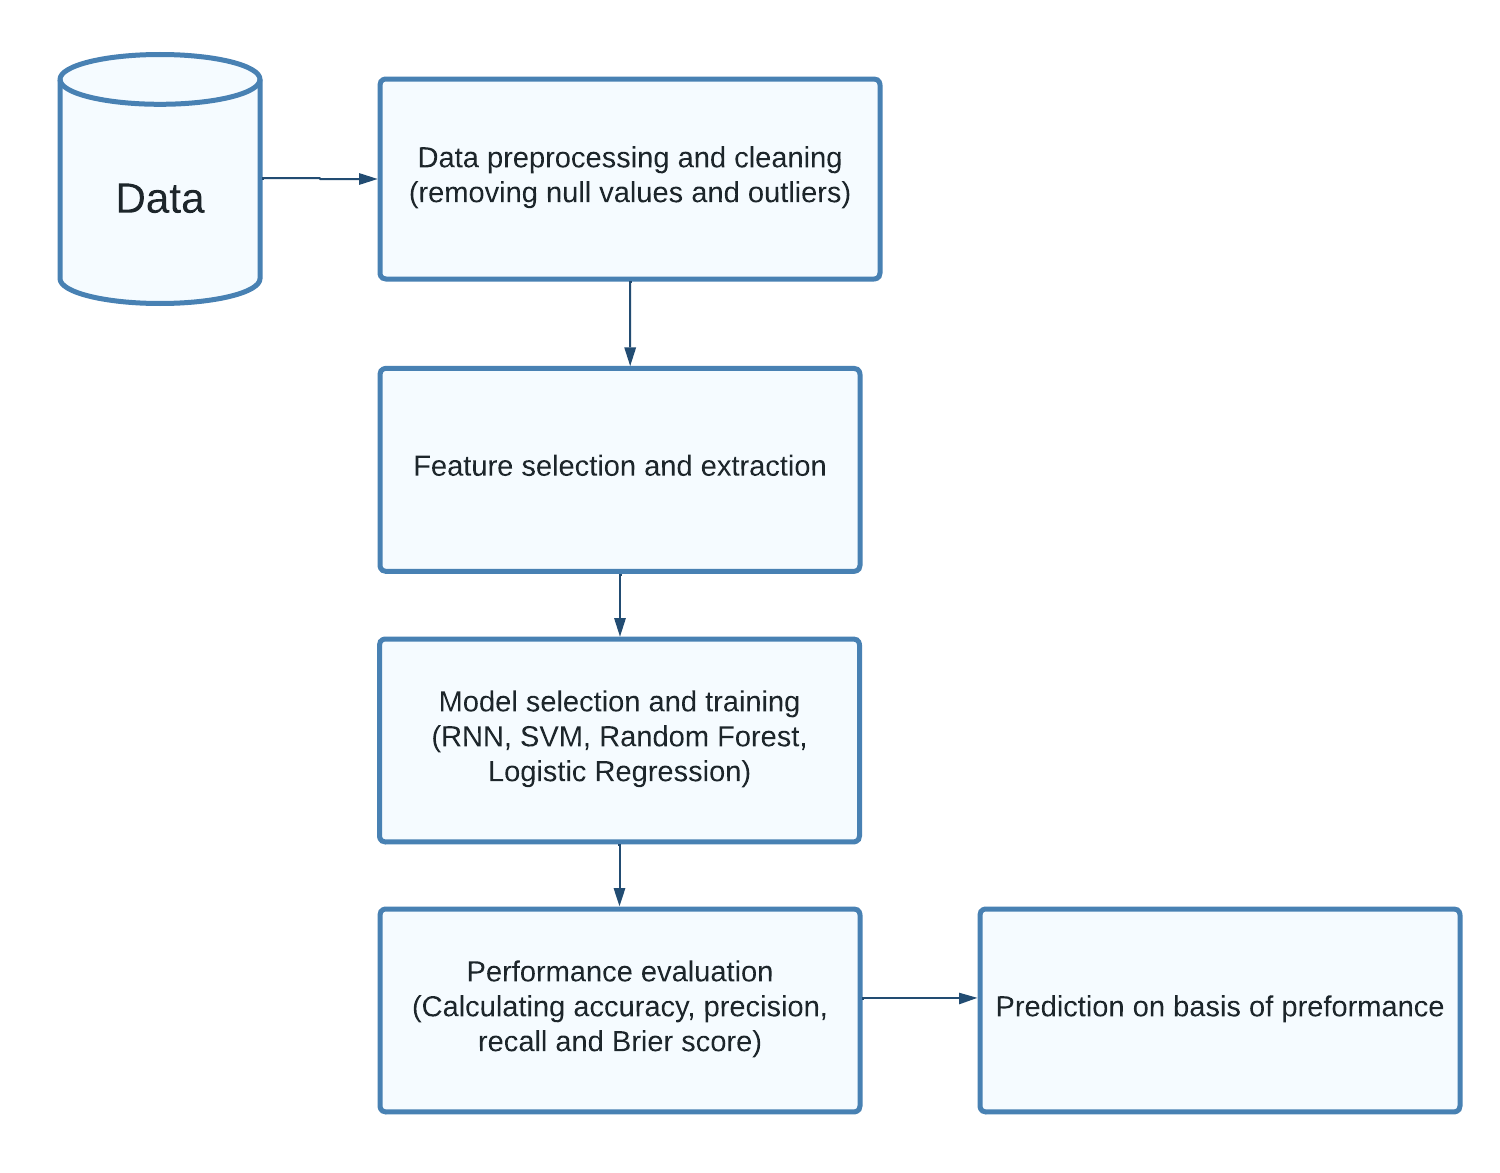 Data
Data preprocessing and cleaning
(removing null values and outliers)
Feature selection and extraction
Model selection and training
(RNN, SVM, Random Forest,
Logistic Regression)
Performance evaluation
(Calculating accuracy, precision,
recall and Brier score)
Prediction on basis of preformance